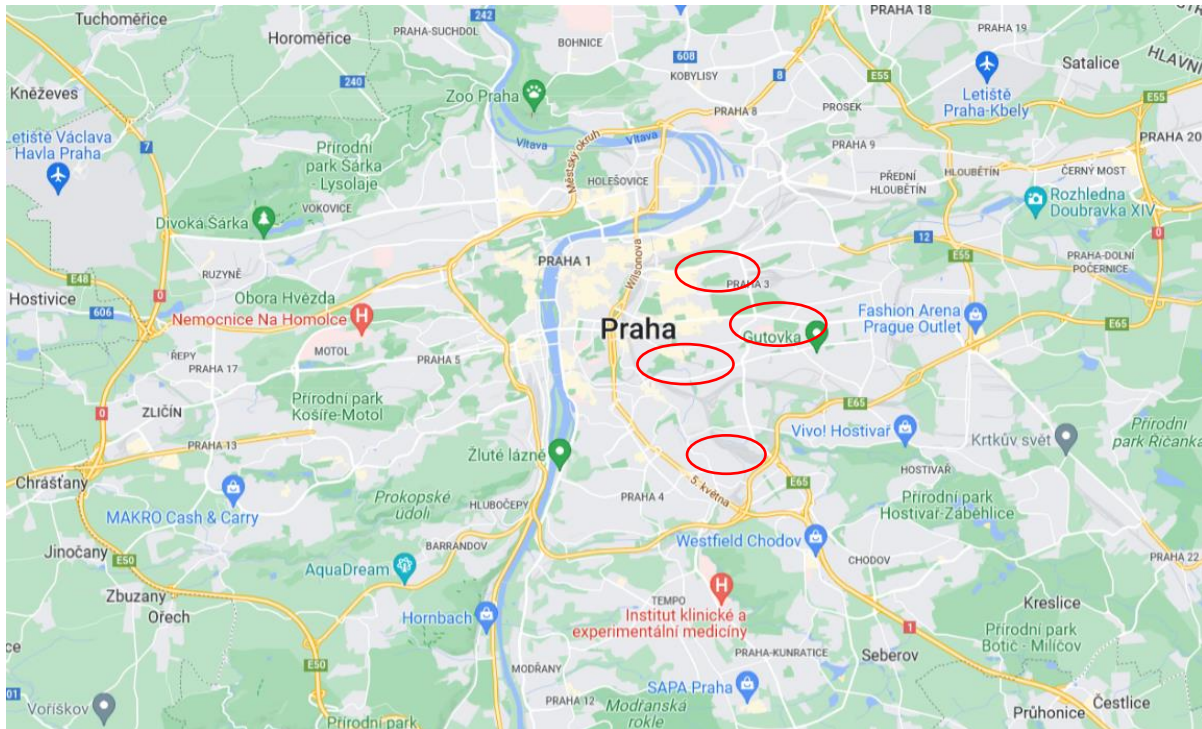 Tuchoměřice
242
PRAHA 18
PRAHA 19
Horoměřice
PRAHA-SUCHDOL
BOHNICE
608
KOBYLISY
8
E55
Satalice
HLAVNÍ
Kněževes
240
Zoo Praha
Letiště
Praha-Kbely
E55
PRAHA 8
PROSEK
Letiště Václava
Havla Praha
7
Vltava
Vltava
Městský okruh
PRAHA 9
PRAHA 20
Přírodní
park Šárka
- Lysolaje
HOLEŠOVICE
PŘEDNÍ
HLOUBĚTÍN
HLOUBĚTÍN
ČERNÝ MOST
Rozhledna
Doubravka XIV
VOKOVICE
Divoká Šárka
0
12
E55
PRAHA-DOLNÍ
POČERNICE
RUZYNĚ
PRAHA 1
Wilsonova
PRAHA 3
E48
0
Hostivice
606
Obora Hvězda
Nemocnice Na Homolce
Praha
Gutovka
Fashion Arena
Prague Outlet
E65
ŘEPY
MOTOL
PRAHA 17
PRAHA 5
Přírodní park
Košíře-Motol
E65
0
ZLIČÍN
PRAHA 13
Žluté lázně
Vivo! Hostivař
Krtkův svět
Přírodní
park Říčanka
Chrášťany
HOSTIVAŘ
E65
5. května
PRAHA 4
MAKRO Cash & Carry
Prokopské
údolí
HLUBOČEPY
Přírodní park
Hostivař-Záběhlice
Jinočany
E50
BARRANDOV
Westfield Chodov
CHODOV
PRAHA 22
AquaDream
Zbuzany
Ořech
Hornbach
TEMPO
Institut klinické a
experimentální medicíny
Kreslice
1
Přírodní park
Botič - Milíčov
E50
MODŘANY
PRAHA-KUNRATICE
Šeberov
SAPA Praha
PRAHA 12
Modřanská
rokle
01
Voříškov
Přírodní park
Čestlice
Průhonice